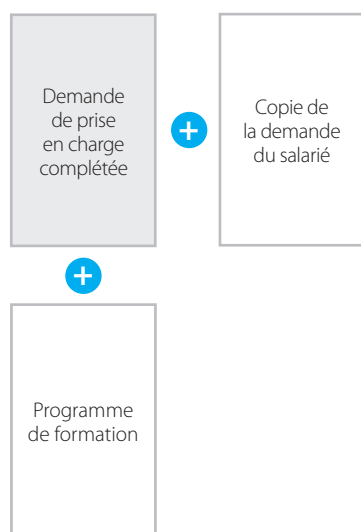 Demande
de prise
en charge
complétée
+
Copie de
la demande
du salarié
+
Programme
de formation